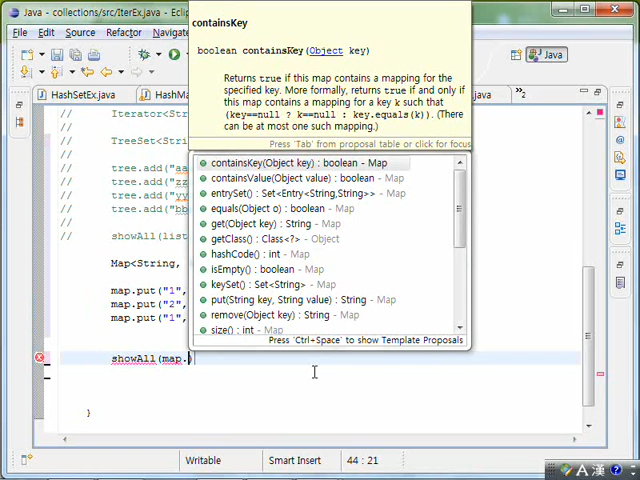 Java - collections/src/IterEx.java - Eclip
File Edit Source Refactor Navigate
Java
HashSetEx.java
HashMa
.java
»2
containsKey
boolean containsKey(Object key)
Returns true if this map contains a mapping for the
specified key. More formally, returns true if and only if
this map contains a mapping for a key k such that
(key==null ? k==null : key.equals(k)). (There
can be at most one such mapping.)
Press 'Tab' from proposal table or click for focus
// Iterator<Str
//
// TreeSet<Stri
//
// tree.add("aa
// tree.add("zz
// tree.add("yy
// tree.add("bb
//
// showAll(list
Map<String,
map.put("1",
map.put("2",
map.put("1",
showAll(map.)
}
containsKey(Object key) : boolean - Map
containsValue(Object value) : boolean - Map
entrySet() : Set<Entry<String,String>> - Map
equals(Object o) : boolean - Map
get(Object key) : String - Map
getClass() : Class<?> - Object
hashCode() : int - Map
isEmpty() : boolean - Map
keySet() : Set<String> - Map
put(String key, String value) : String - Map
remove(Object key) : String - Map
size() : int - Map
Press 'Ctrl+Space' to show Template Proposals
Writable
Smart Insert
44 : 21
A 漢